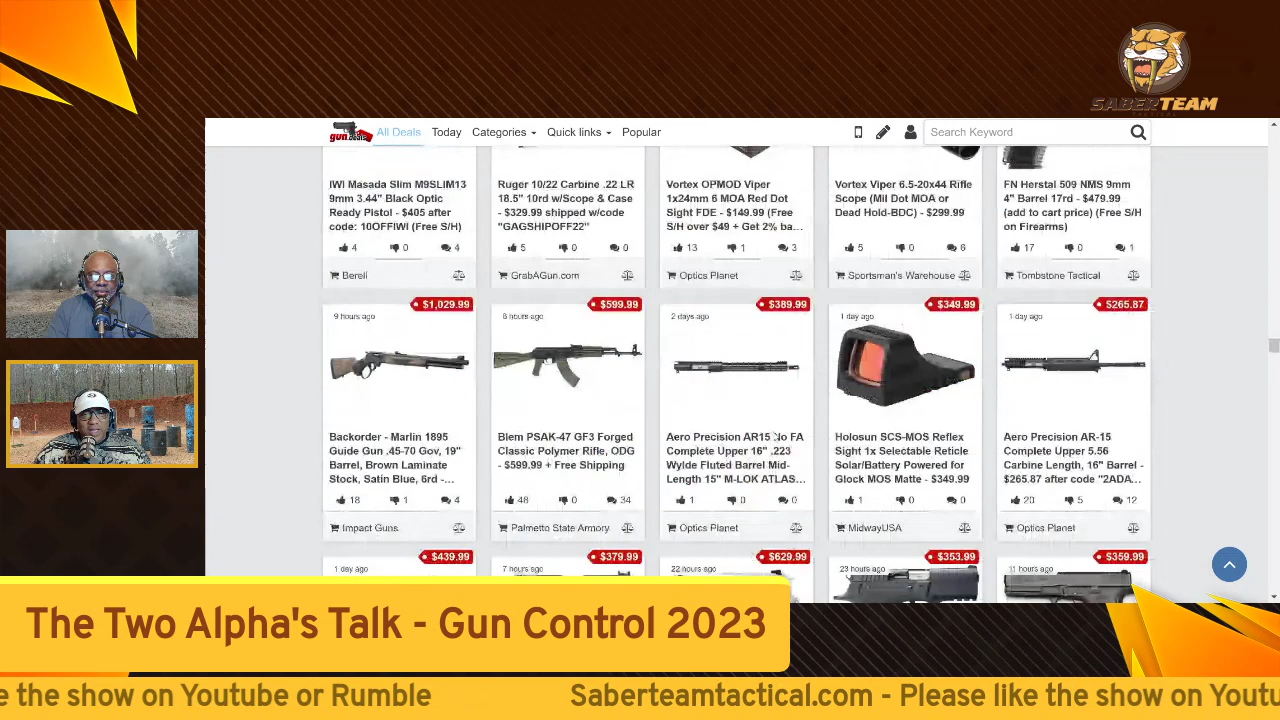 SABERTEAM
gun.deals
All Deals Today Categories Quick links Popular Search Keyword
IWI Masada Slim M9SLIM13
9mm 3.44" Black Optic
Ready Pistol - $405 after
code: 10OFFIWI (Free S/H)
4 0 4
Bereli
Ruger 10/22 Carbine .22 LR
18.5" 10rd w/Scope & Case
- $329.99 shipped w/code
"GAGSHIPOFF22"
5 0 0
GrabAGun.com
Vortex OPMOD Viper
1x24mm 6 MOA Red Dot
Sight FDE - $149.99 (Free
S/H over $49 + Get 2% ba...
13 1 3
Optics Planet
Vortex Viper 6.5-20x44 Rifle
Scope (Mil Dot MOA or
Dead Hold-BDC) - $299.99
5 0 6
Sportsman's Warehouse
FN Herstal 509 NMS 9mm
4" Barrel 17rd - $479.99
(add to cart price) (Free S/H
on Firearms)
17 0 1
Tombstone Tactical
$1,029.99
9 hours ago
Backorder - Marlin 1895
Guide Gun .45-70 Gov, 19"
Barrel, Brown Laminate
Stock, Satin Blue, 6rd -...
18 1 4
Impact Guns
$599.99
8 hours ago
Blem PSAK-47 GF3 Forged
Classic Polymer Rifle, ODG
- $599.99 + Free Shipping
48 0 34
Palmetto State Armory
$389.99
2 days ago
Aero Precision AR15 No FA
Complete Upper 16" .223
Wylde Fluted Barrel Mid-
Length 15" M-LOK ATLAS...
1 0 0
Optics Planet
$349.99
1 day ago
Holosun SCS-MOS Reflex
Sight 1x Selectable Reticle
Solar/Battery Powered for
Glock MOS Matte - $349.99
1 0 0
MidwayUSA
$265.87
1 day ago
Aero Precision AR-15
Complete Upper 5.56
Carbine Length, 16" Barrel -
$265.87 after code "2ADA...
20 5 12
Optics Planet
$439.99
1 day ago
$379.99
7 hours ago
$629.99
22 hours ago
$353.99
23 hours ago
$359.99
11 hours ago
The Two Alpha's Talk - Gun Control 2023
e the show on Youtube or Rumble Saberteamtactical.com - Please like the show on Youtu